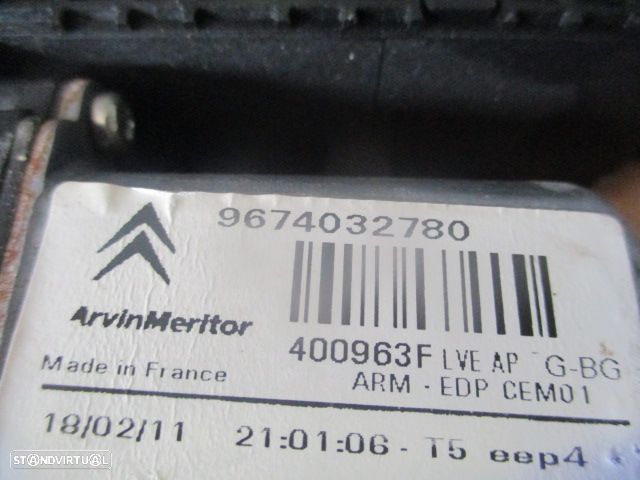 9674032780
ArvinMeritor
400963F LVE AP G-BG
Made in France
ARM - EDP CEM01
18/02/11 21:01:06 - T5 eep4
STANDVIRTUAL